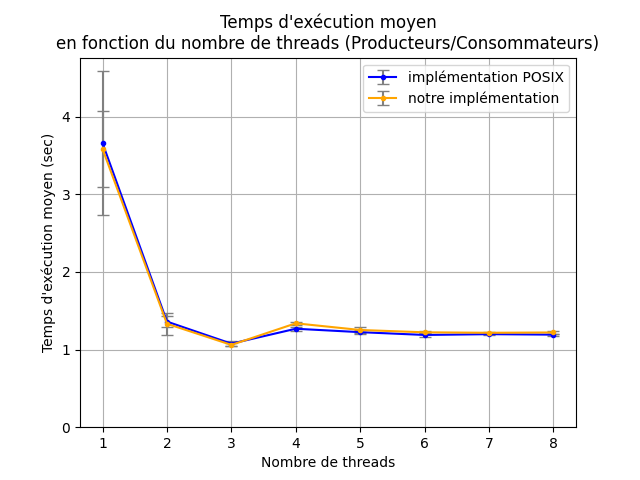 Temps d'exécution moyen
en fonction du nombre de threads (Producteurs/Consommateurs)
implémentation POSIX
notre implémentation
Temps d'exécution moyen (sec)
4
3
2
1
0
1 2 3 4 5 6 7 8
Nombre de threads